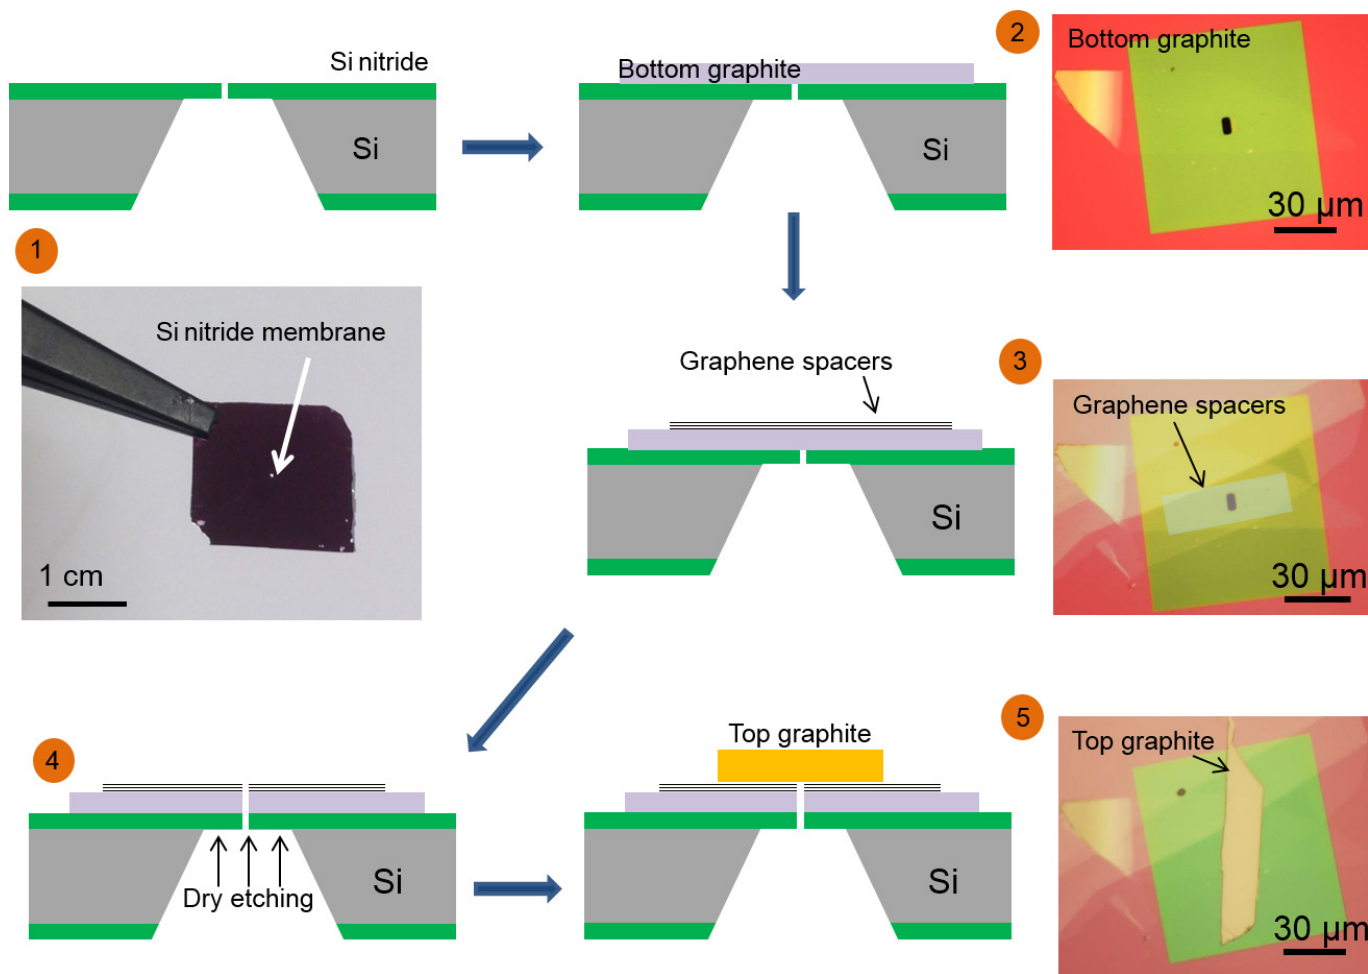 Si nitride
Si
1
Si nitride membrane
1 cm
Bottom graphite
Si
2
Bottom graphite
30 µm
Graphene spacers
Si
3
Graphene spacers
30 µm
4
Dry etching
Si
Top graphite
5
Top graphite
30 µm